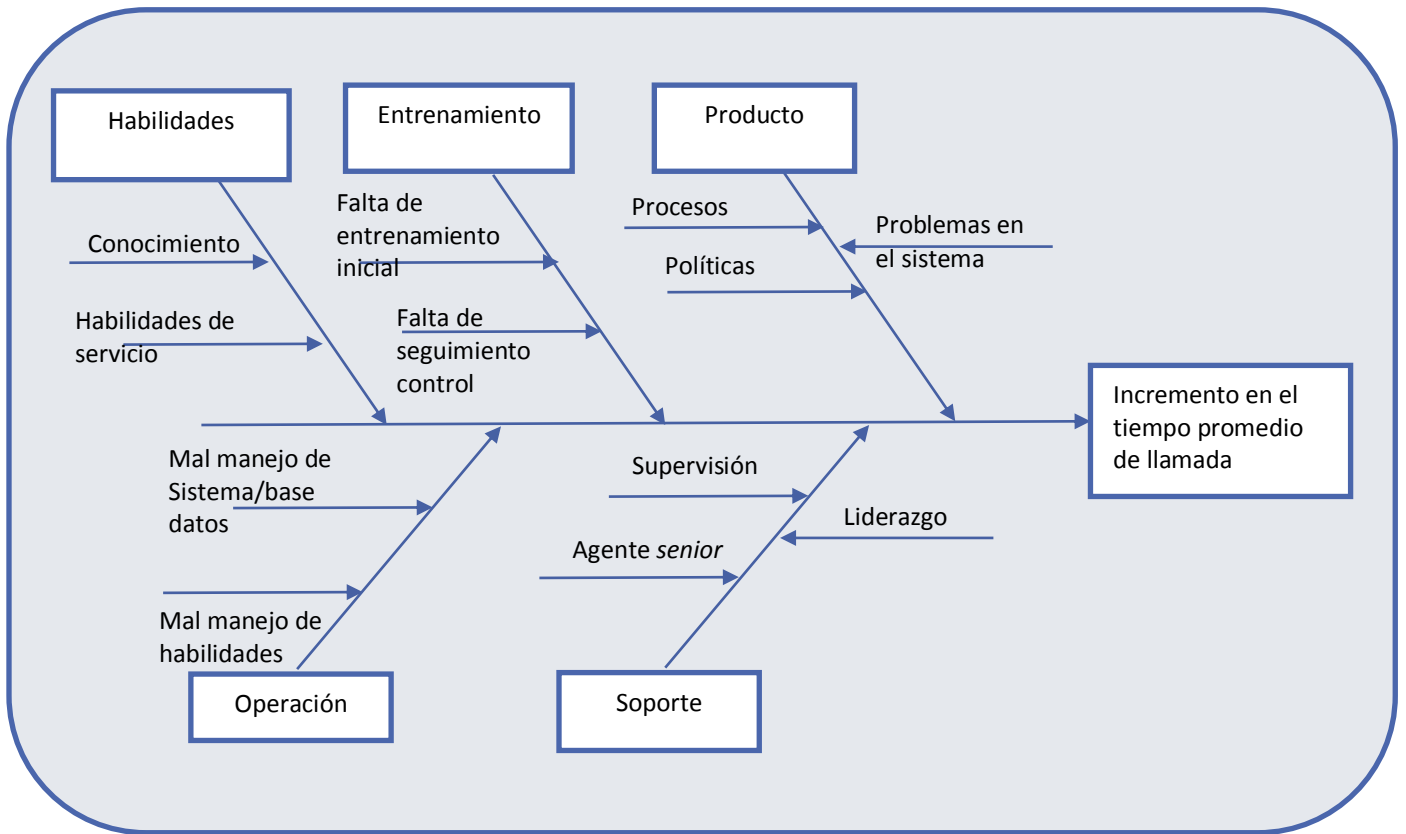 Habilidades
Entrenamiento
Producto
Conocimiento
Habilidades de
servicio
Falta de
entrenamiento
inicial
Falta de
seguimiento
control
Procesos
Políticas
Problemas en
el sistema
Incremento en el
tiempo promedio
de llamada
Mal manejo de
Sistema/base
datos
Mal manejo de
habilidades
Supervisión
Liderazgo
Agente senior
Operación
Soporte